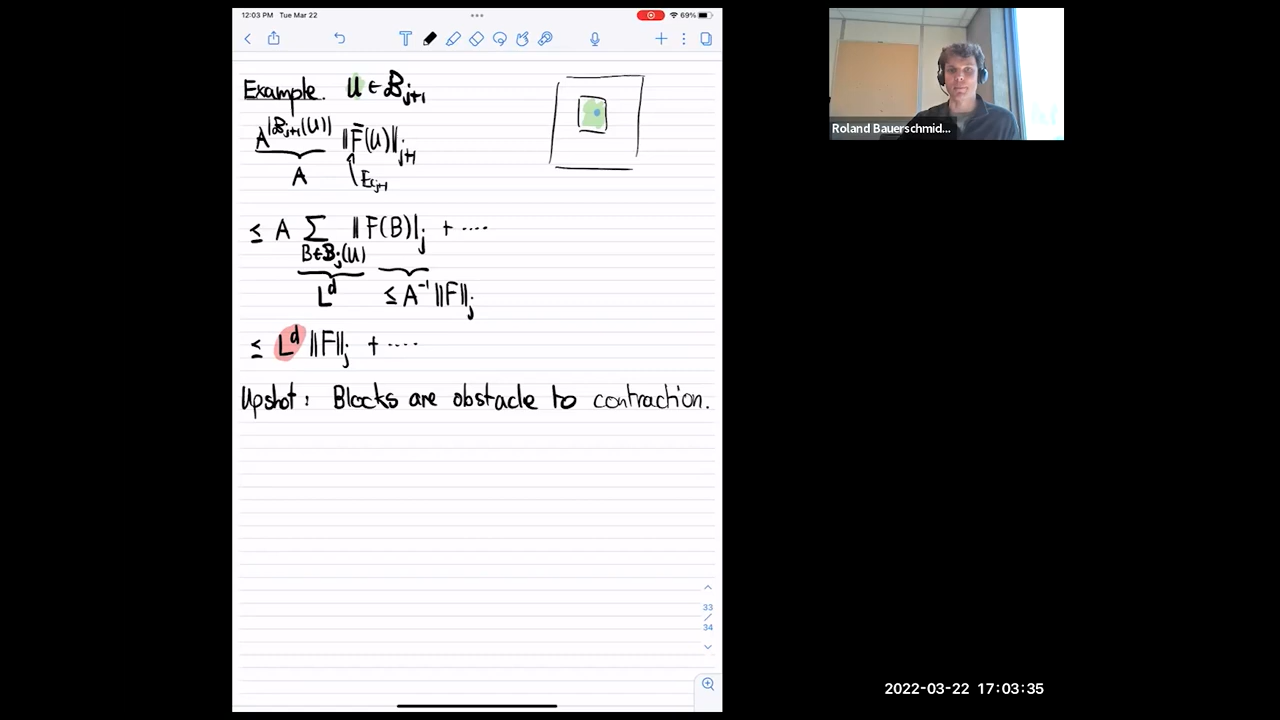 12:03 PM Tue Mar 22
69%
Example. U ∈ B_{j+1}
A^{|B_{j+1}(U)|} ‖F̄(U)‖_{j+1}
A
E_{C_{j+1}}
≤ A Σ_{B∈B_j(U)} ‖F(B)‖_j + ....
L^d ≤ A^{-1} ‖F‖_j
≤ L^d ‖F‖_j + ....
Upshot: Blocks are obstacle to contraction.
33
/
34
Roland Bauerschmid...
2022-03-22 17:03:35